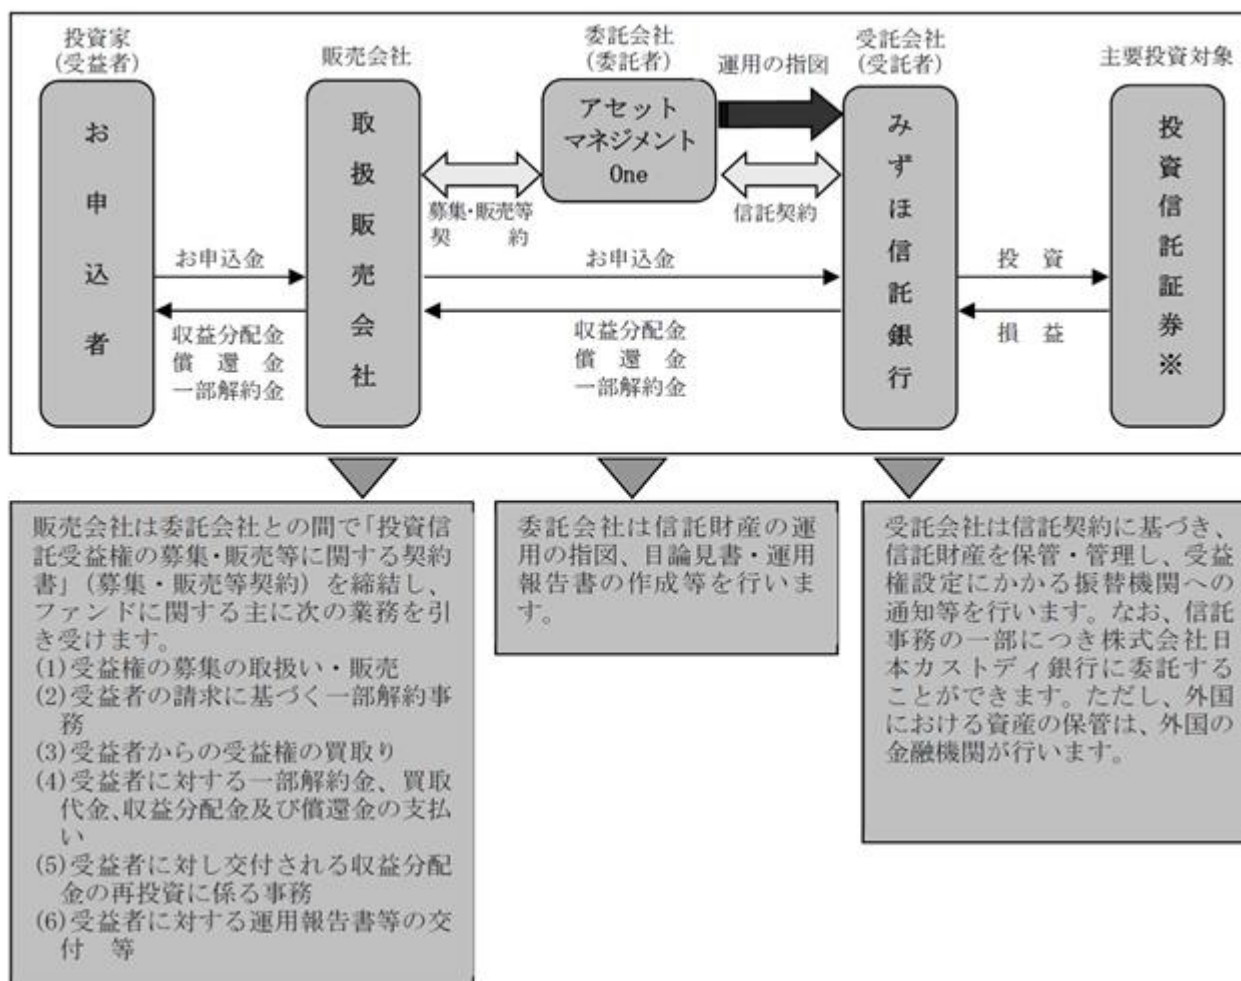 投資家
(受益者)
販売会社
委託会社
(委託者)
運用の指図
受託会社
(受託者)
主要投資対象
お申込者
取扱販売会社
アセット
マネジメント
One
みずほ信託銀行
投資信託証券※
募集・販売等
契　　約
信託契約
お申込金
お申込金
投　資
収益分配金
償　還　金
一部解約金
収益分配金
償　還　金
一部解約金
損　益
販売会社は委託会社との間で「投資信
託受益権の募集・販売等に関する契約
書」(募集・販売等契約) を締結し、
ファンドに関する主に次の業務を引
き受けます。
(1)受益権の募集の取扱い・販売
(2)受益者の請求に基づく一部解約事
務
(3)受益者からの受益権の買取り
(4)受益者に対する一部解約金、買取
代金、収益分配金及び償還金の支払
い
(5)受益者に対し交付される収益分配
金の再投資に係る事務
(6)受益者に対する運用報告書等の交
付　等
委託会社は信託財産の運
用の指図、目論見書・運用
報告書の作成等を行いま
す。
受託会社は信託契約に基づき、
信託財産を保管・管理し、受益
権設定にかかる振替機関への
通知等を行います。なお、信託
事務の一部につき株式会社日
本カストディ銀行に委託する
ことができます。ただし、外国
における資産の保管は、外国の
金融機関が行います。